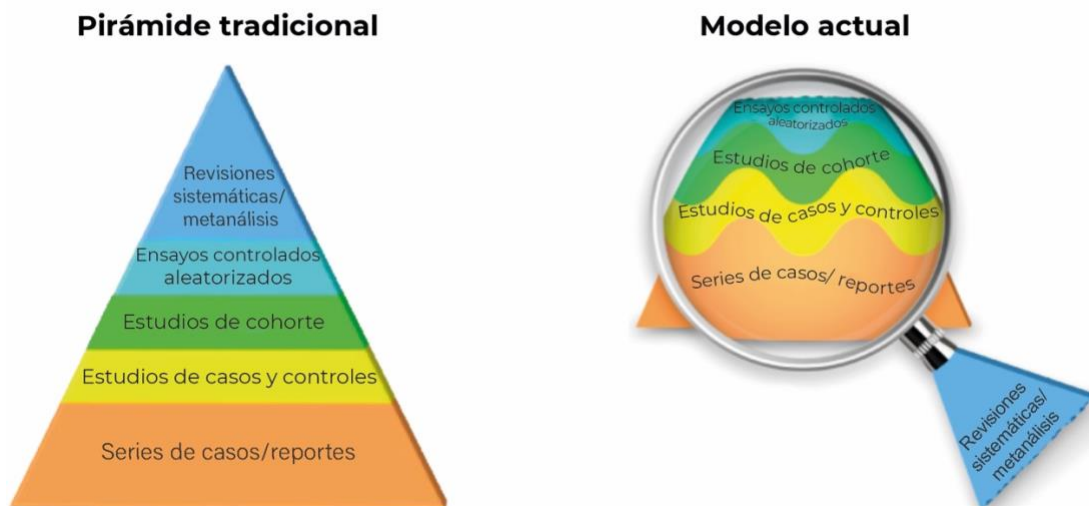 Pirámide tradicional
Revisiones
sistemáticas/
metanálisis
Ensayos controlados
aleatorizados
Estudios de cohorte
Estudios de casos y controles
Series de casos/reportes
Modelo actual
Ensayos controlados
aleatorizados
Estudios de cohorte
Estudios de casos y controles
Series de casos/ reportes
Revisiones
sistemáticas/
metanálisis